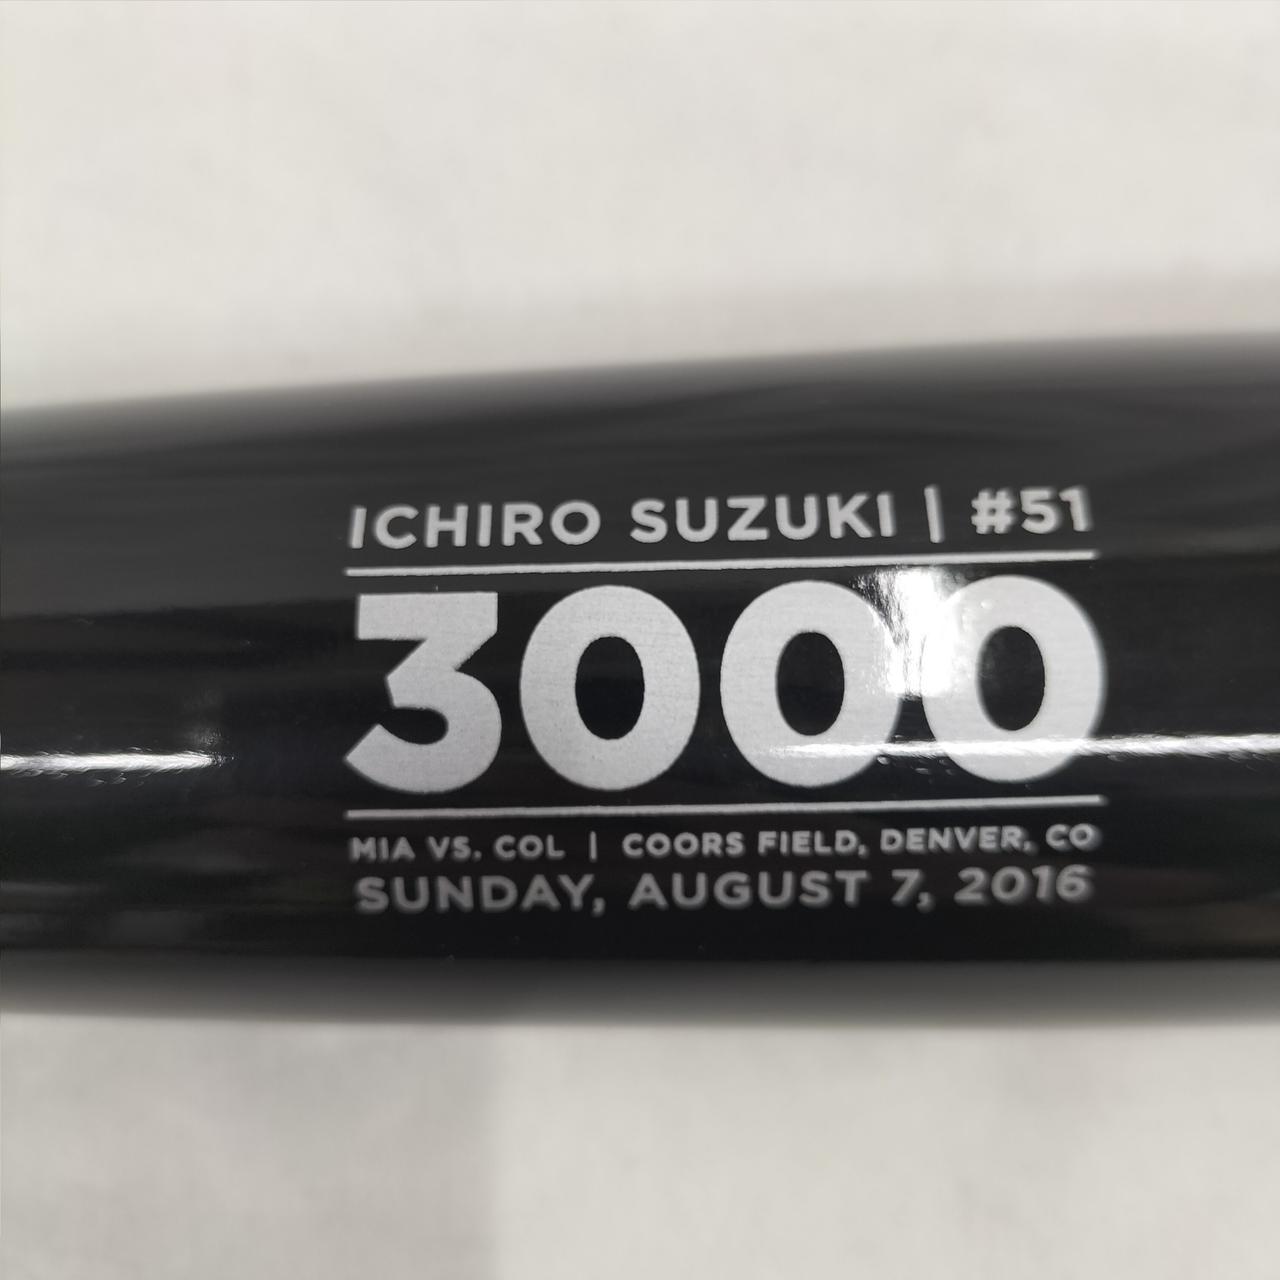 ICHIRO SUZUKI | #51
3000
MIA VS. COL | COORS FIELD, DENVER, CO
SUNDAY, AUGUST 7, 2016